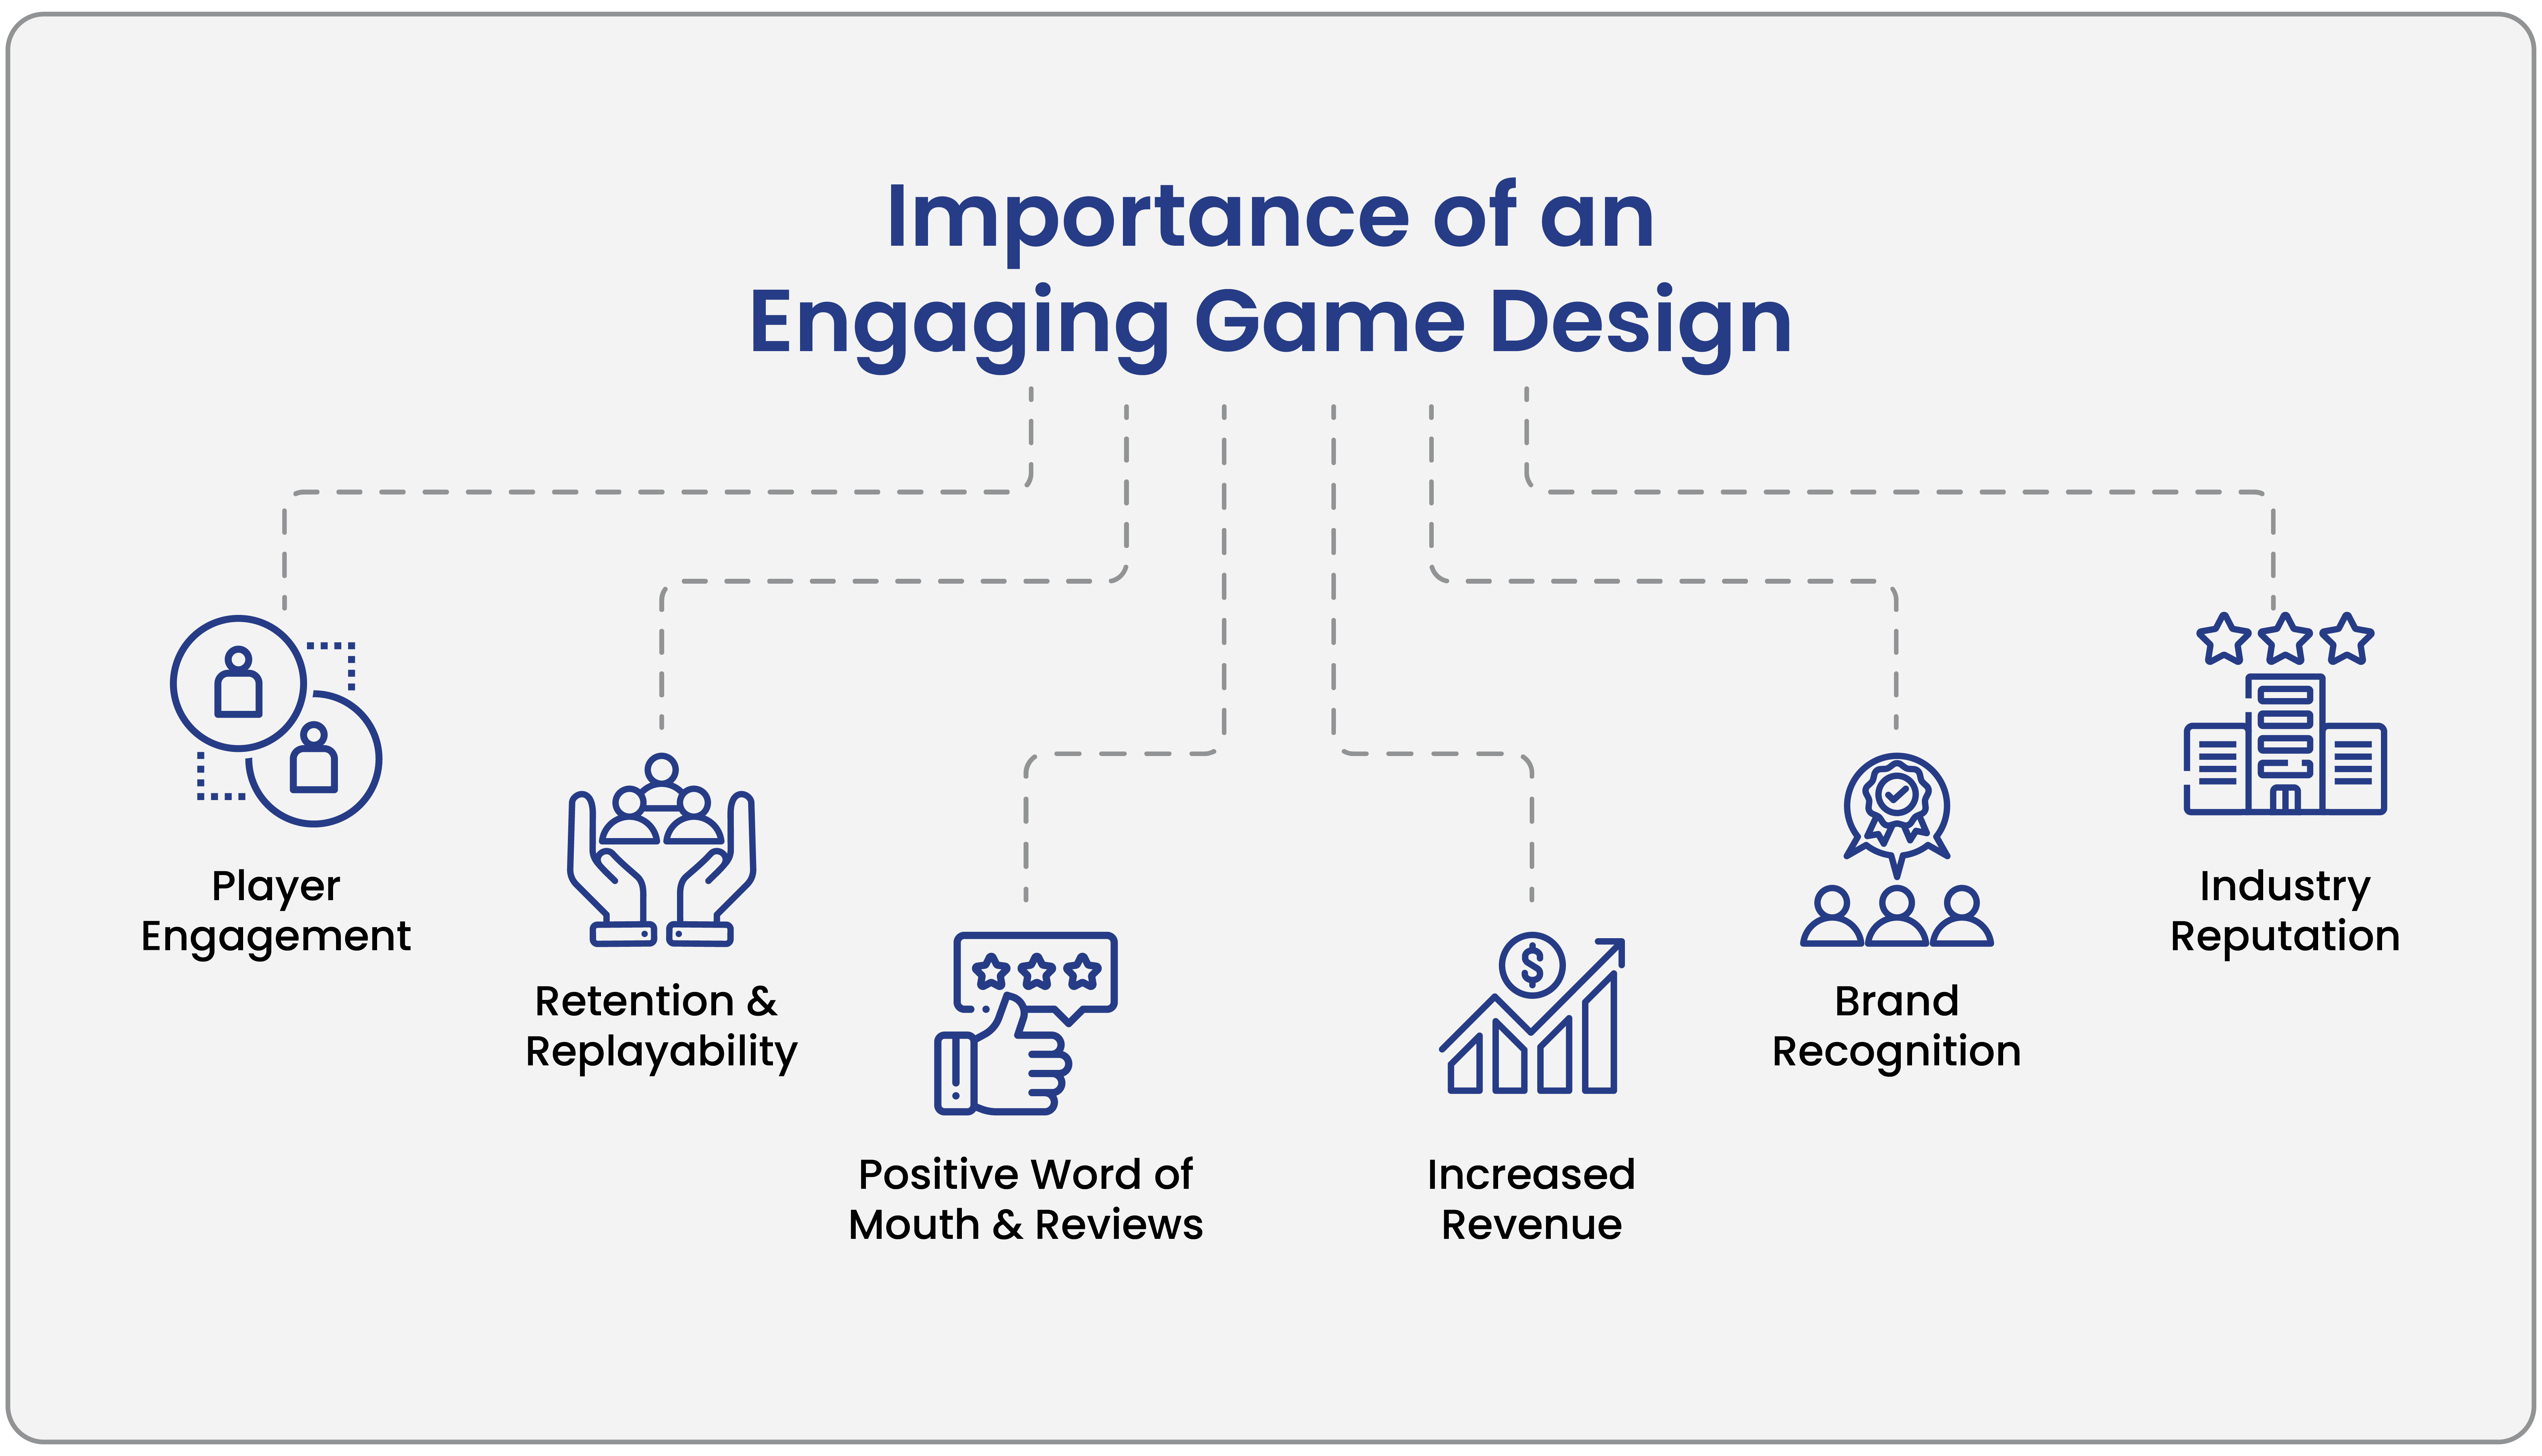 Importance of an
Engaging Game Design
Player
Engagement
Retention &
Replayability
Positive Word of
Mouth & Reviews
$
Increased
Revenue
Brand
Recognition
Industry
Reputation